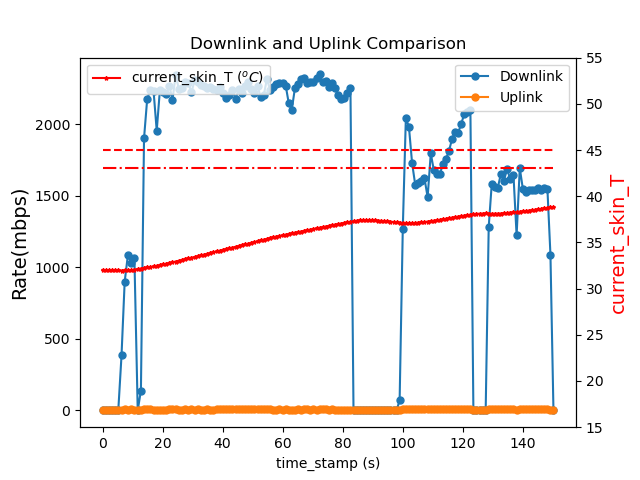 Downlink and Uplink Comparison
current_skin_T (°C)
Downlink
Uplink
Rate(mbps)
2000
1500
1000
500
0
55
50
45
40
35
30
25
20
15
current_skin_T
0 20 40 60 80 100 120 140
time_stamp (s)